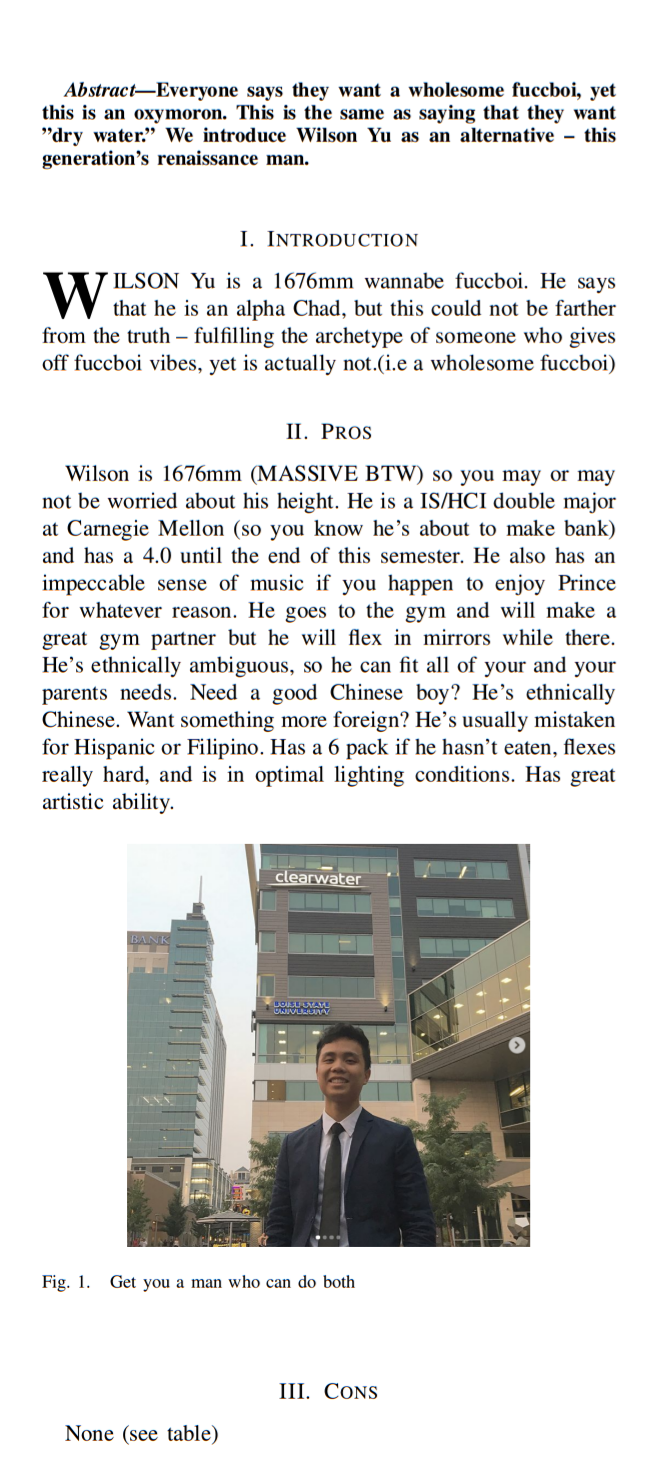 Abstract—Everyone says they want a wholesome fuccboi, yet
this is an oxymoron. This is the same as saying that they want
”dry water.” We introduce Wilson Yu as an alternative – this
generation’s renaissance man.
I. INTRODUCTION
WILSON Yu is a 1676mm wannabe fuccboi. He says
that he is an alpha Chad, but this could not be farther
from the truth – fulfilling the archetype of someone who gives
off fuccboi vibes, yet is actually not.(i.e a wholesome fuccboi)
II. PROS
Wilson is 1676mm (MASSIVE BTW) so you may or may
not be worried about his height. He is a IS/HCI double major
at Carnegie Mellon (so you know he’s about to make bank)
and has a 4.0 until the end of this semester. He also has an
impeccable sense of music if you happen to enjoy Prince
for whatever reason. He goes to the gym and will make a
great gym partner but he will flex in mirrors while there.
He’s ethnically ambiguous, so he can fit all of your and your
parents needs. Need a good Chinese boy? He’s ethnically
Chinese. Want something more foreign? He’s usually mistaken
for Hispanic or Filipino. Has a 6 pack if he hasn’t eaten, flexes
really hard, and is in optimal lighting conditions. Has great
artistic ability.
clearwater
BANK
BOISE STATE
UNIVERSITY
Fig. 1. Get you a man who can do both
III. CONS
None (see table)